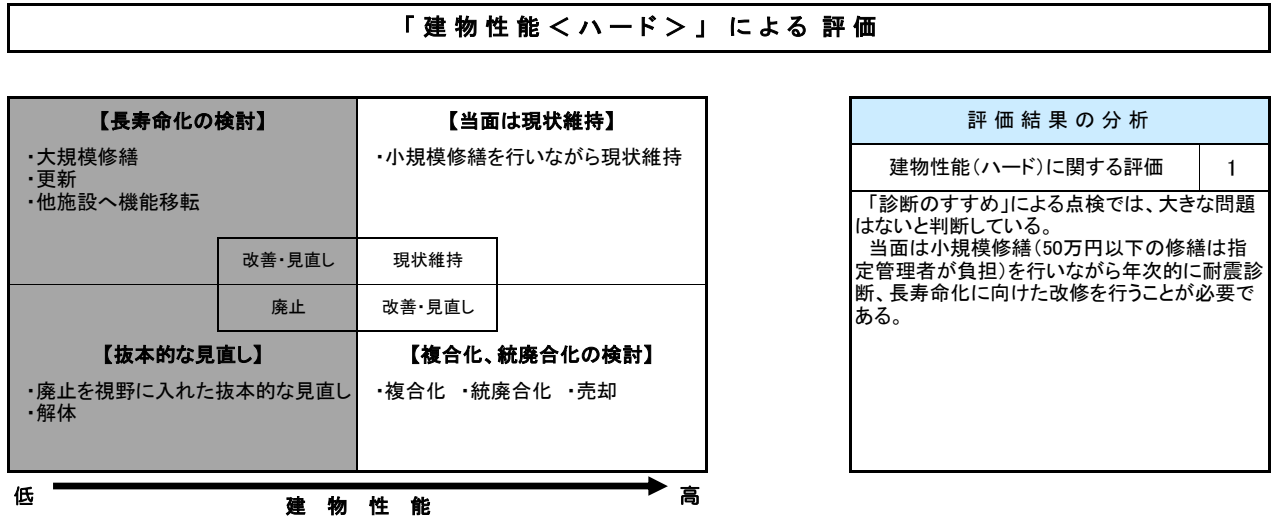 「建物性能＜ハード＞」による評価
【長寿命化の検討】
・大規模修繕
・更新
・他施設へ機能移転
【当面は現状維持】
・小規模修繕を行いながら現状維持
改善・見直し
現状維持
廃止
改善・見直し
【抜本的な見直し】
・廃止を視野に入れた抜本的な見直し
・解体
【複合化、統廃合化の検討】
・複合化 ・統廃合化 ・売却
低
建物性能
高
評価結果の分析
建物性能（ハード）に関する評価
1
「診断のすすめ」による点検では、大きな問題
はないと判断している。
当面は小規模修繕（50万円以下の修繕は指
定管理者が負担）を行いながら年次的に耐震診
断、長寿命化に向けた改修を行うことが必要で
ある。